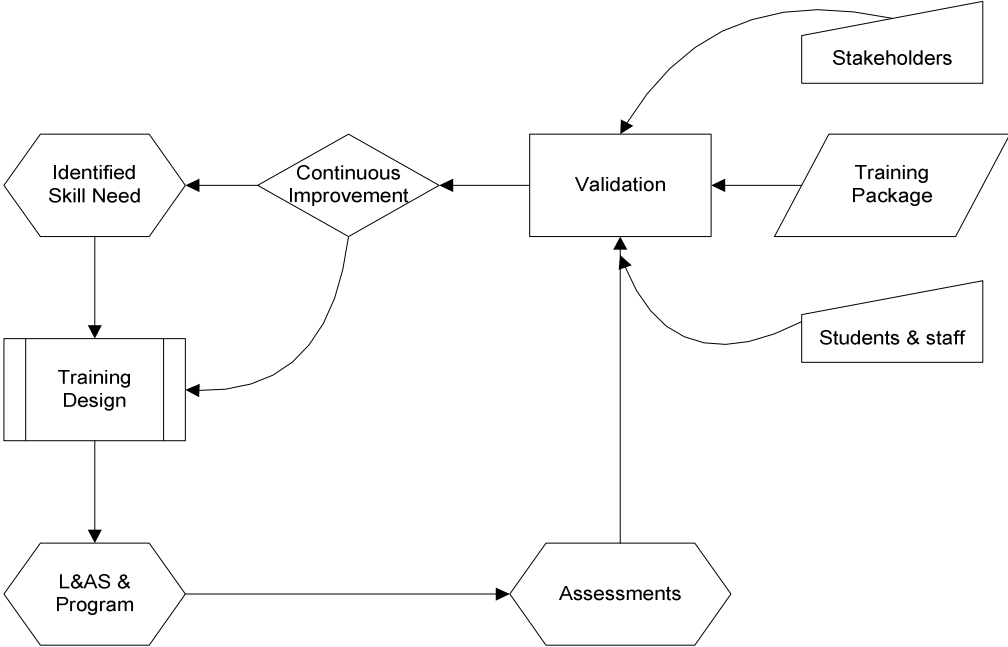 Stakeholders
Identified
Skill Need
Continuous
Improvement
Validation
Training
Package
Students & staff
Training
Design
L&AS &
Program
Assessments